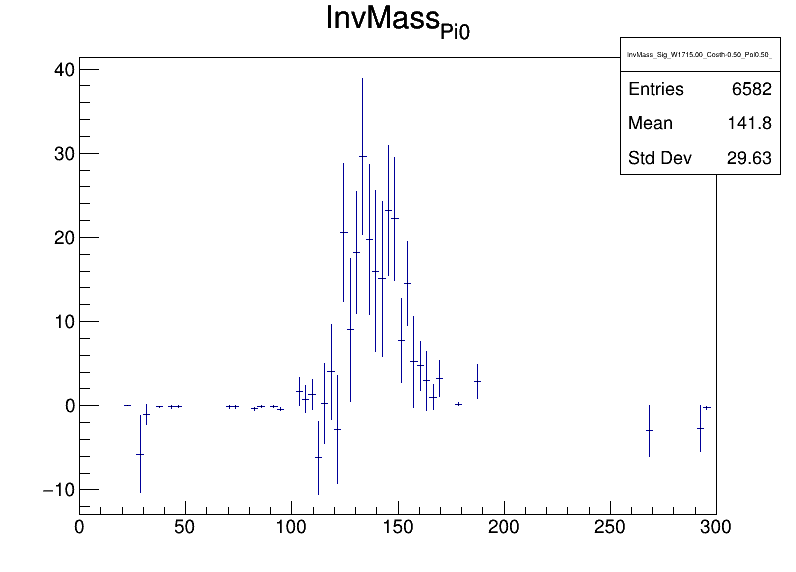 InvMassPi0
InvMass_Sig_W1715.00_Costh-0.50_Pol0.50_
Entries 6582
Mean 141.8
Std Dev 29.63
40
30
20
10
0
−10
0 50 100 150 200 250 300